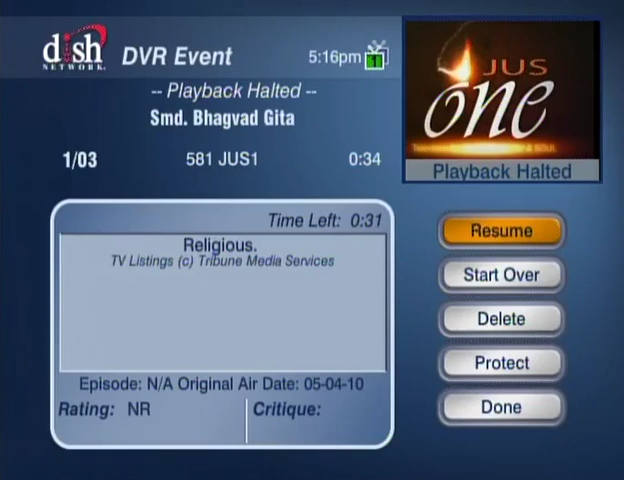 dish
NETWORK.
DVR Event
5:16pm
1
-- Playback Halted --
Smd. Bhagvad Gita
1/03 581 JUS1 0:34
JUS
one
Playback Halted
Time Left: 0:31
Religious.
TV Listings (c) Tribune Media Services
Episode: N/A Original Air Date: 05-04-10
Rating: NR Critique:
Resume
Start Over
Delete
Protect
Done